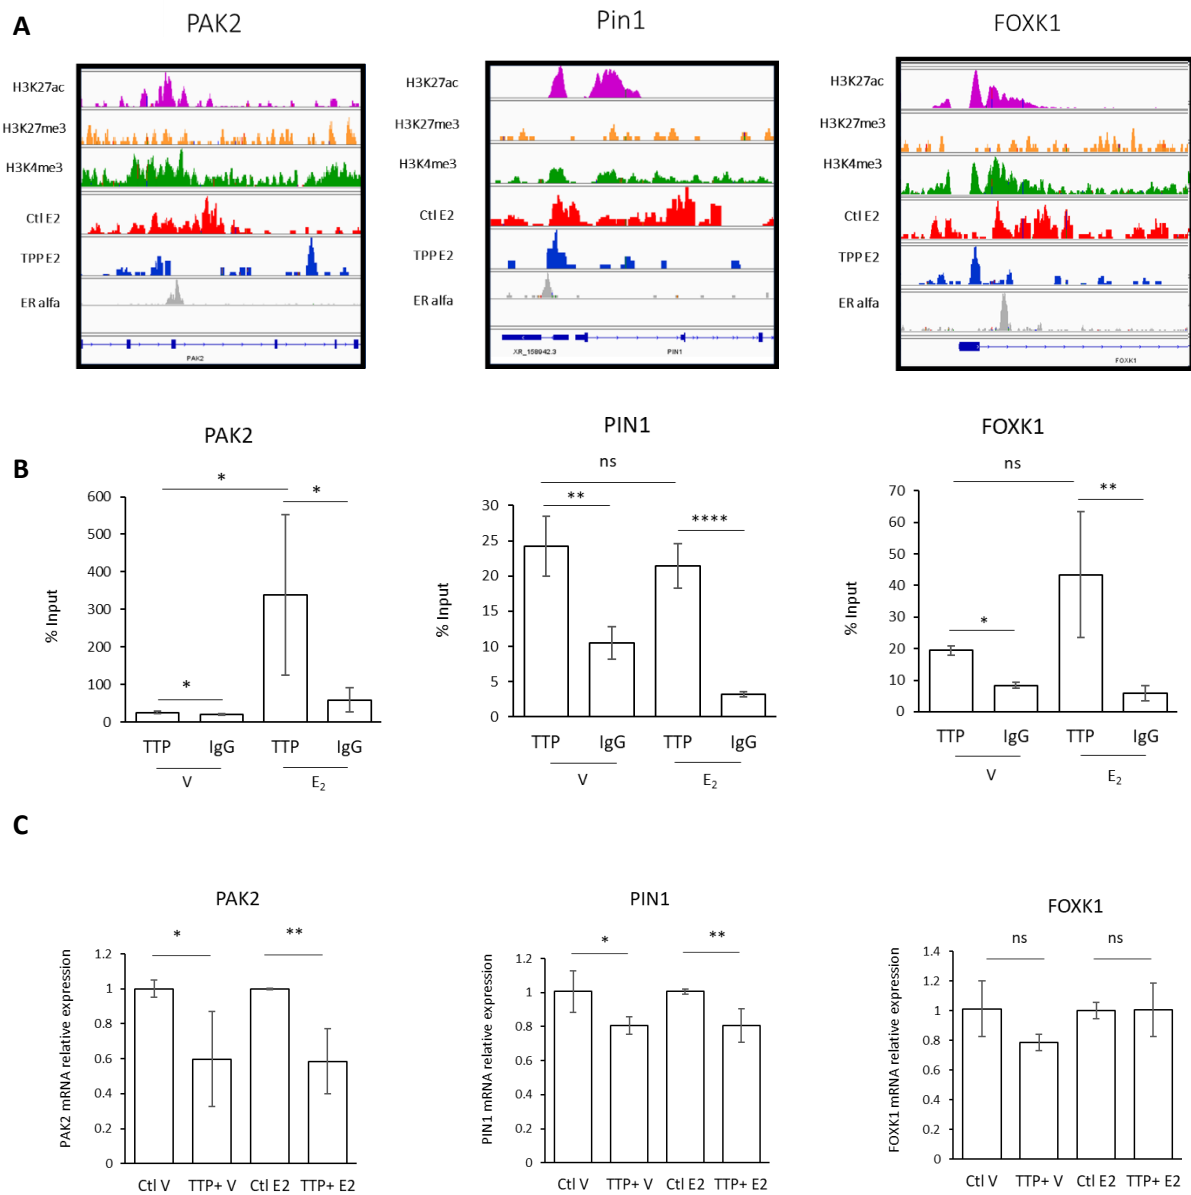 A
PAK2
Pin1
FOXK1
H3K27ac
H3K27me3
H3K4me3
Ctl E2
TPP E2
ER alfa
PAK2
H3K27ac
H3K27me3
H3K4me3
Ctl E2
TPP E2
ER alfa
XR_158942.3
PIN1
H3K27ac
H3K27me3
H3K4me3
Ctl E2
TPP E2
ER alfa
FOXK1
B
PAK2
*
*
*
% Input
600
500
400
300
200
100
0
TTP IgG TTP IgG
V E2
PIN1
ns
**
****
% Input
30
25
20
15
10
5
0
TTP IgG TTP IgG
V E2
FOXK1
ns
**
*
% Input
70
60
50
40
30
20
10
0
TTP IgG TTP IgG
V E2
C
PAK2
* **
PAK2 mRNA relative expression
1.2
1
0.8
0.6
0.4
0.2
0
Ctl V TTP+ V Ctl E2 TTP+ E2
PIN1
* **
PIN1 mRNA relative expression
1.2
1
0.8
0.6
0.4
0.2
0
Ctl V TTP+ V Ctl E2 TTP+ E2
FOXK1
ns ns
FOXK1 mRNA relative expression
1.4
1.2
1
0.8
0.6
0.4
0.2
0
Ctl V TTP+ V Ctl E2 TTP+ E2